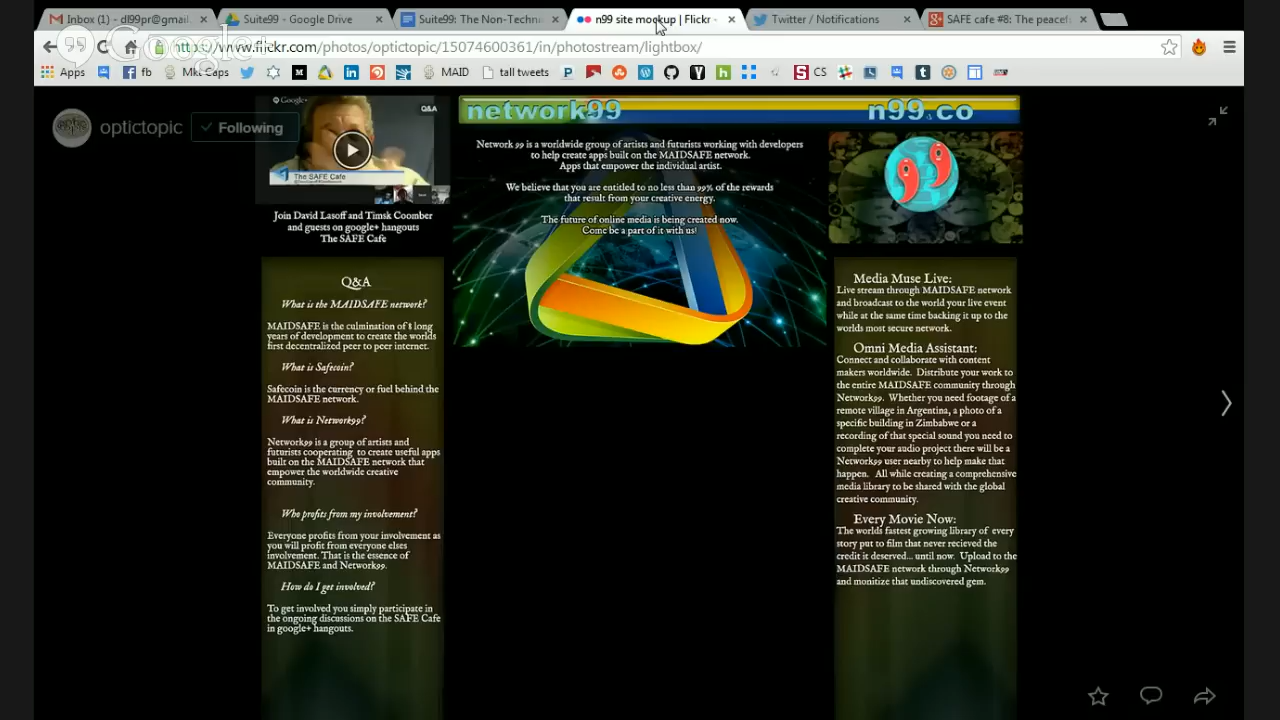 Inbox (1) - dl99pr@gmail.
Suite99 - Google Drive
Suite99: The Non-Techni
n99 site mockup | Flickr -
Twitter / Notifications
SAFE cafe #8: The peacef
Google+
https://www.flickr.com/photos/optictopic/15074600361/in/photostream/lightbox/
Apps
fb
Mkt Caps
MAID
tall tweets
CS
optictopic
Following
Google+
Q&A
The SAFE Cafe
Join David Lasoff and Timsk Coomber
and guests on google+ hangouts
The SAFE Cafe
network99
n99.co
Network 99 is a worldwide group of artists and futurists working with developers
to help create apps built on the MAIDSAFE network.
Apps that empower the individual artist.
We believe that you are entitled to no less than 99% of the rewards
that result from your creative energy.
The future of online media is being created now.
Come be a part of it with us!
Q&A
What is the MAIDSAFE network?
MAIDSAFE is the culmination of 8 long
years of development to create the worlds
first decentralized peer to peer internet.
What is Safecoin?
Safecoin is the currency or fuel behind the
MAIDSAFE network.
What is Network99?
Network99 is a group of artists and
futurists cooperating to create useful apps
built on the MAIDSAFE network that
empower the worldwide creative
community.
Who profits from my involvement?
Everyone profits from your involvement as
you will profit from everyone elses
involvement. That is the essence of
MAIDSAFE and Network99.
How do I get involved?
To get involved you simply participate in
the ongoing discussions on the SAFE Cafe
in google+ hangouts.
Media Muse Live:
Live stream through MAIDSAFE network
and broadcast to the world your live event
while at the same time backing it up to the
worlds most secure network.
Omni Media Assistant:
Connect and collaborate with content
makers worldwide. Distribute your work to
the entire MAIDSAFE community through
Network99. Whether you need footage of a
remote village in Argentina, a photo of a
specific building in Zimbabwe or a
recording of that special sound you need to
complete your audio project there will be a
Network99 user nearby to help make that
happen. All while creating a comprehensive
media library to be shared with the global
creative community.
Every Movie Now:
The worlds fastest growing library of every
story put to film that never recieved the
credit it deserved... until now. Upload to the
MAIDSAFE network through Network99
and monitize that undiscovered gem.